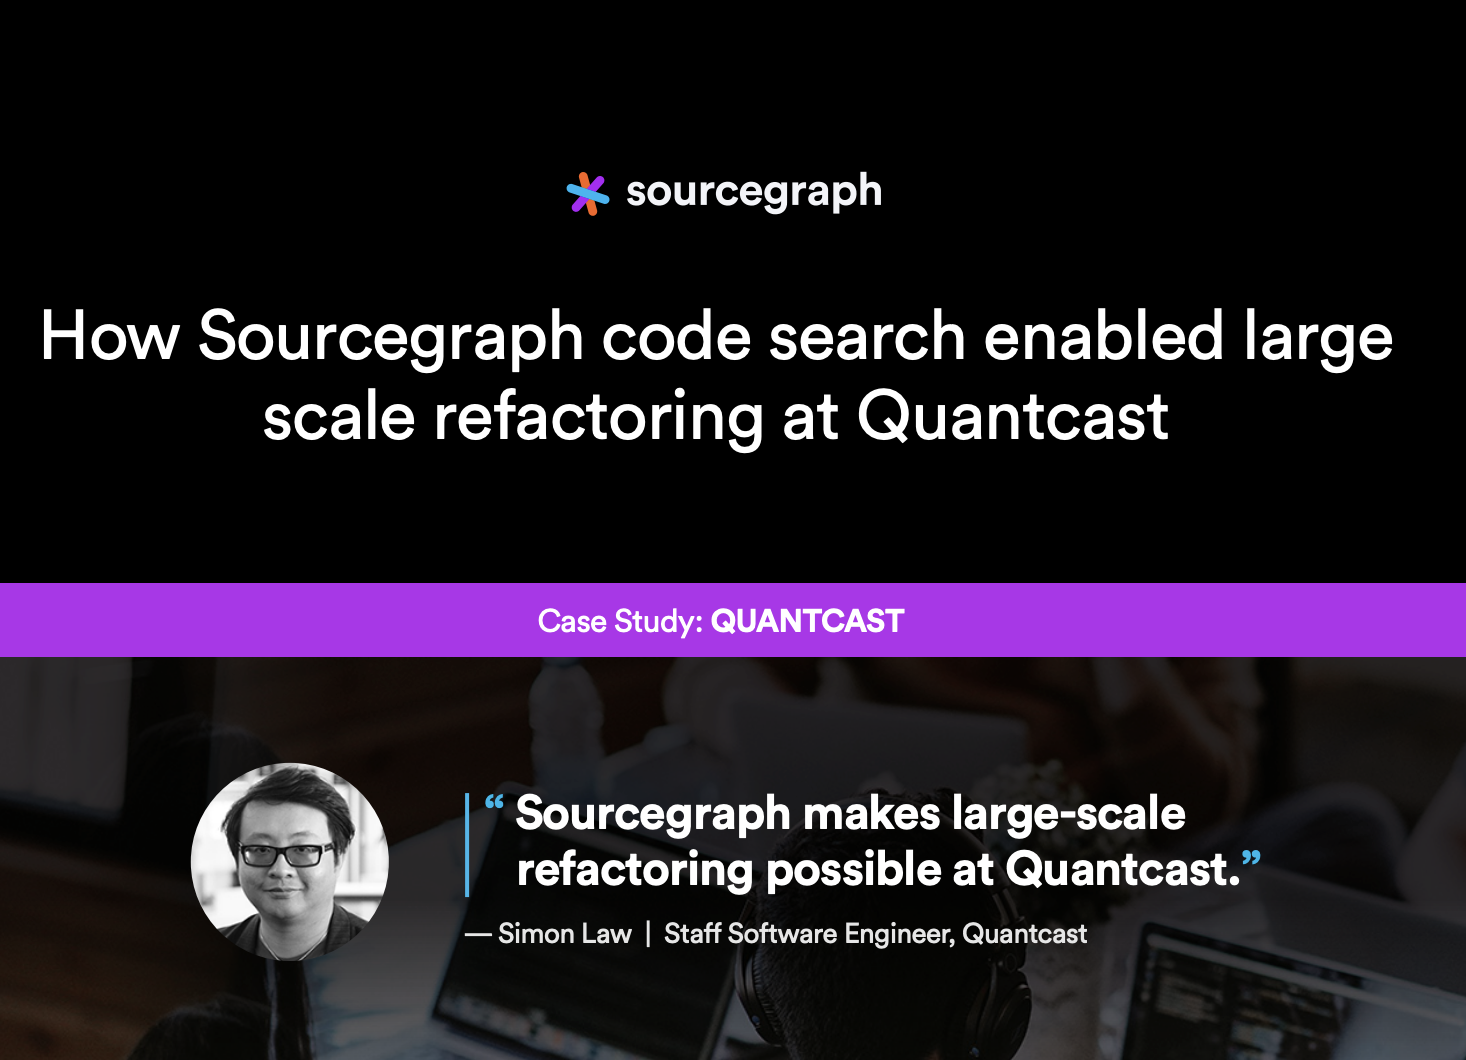 sourcegraph
How Sourcegraph code search enabled large
scale refactoring at Quantcast
Case Study: QUANTCAST
“ Sourcegraph makes large-scale
refactoring possible at Quantcast.”
— Simon Law | Staff Software Engineer, Quantcast